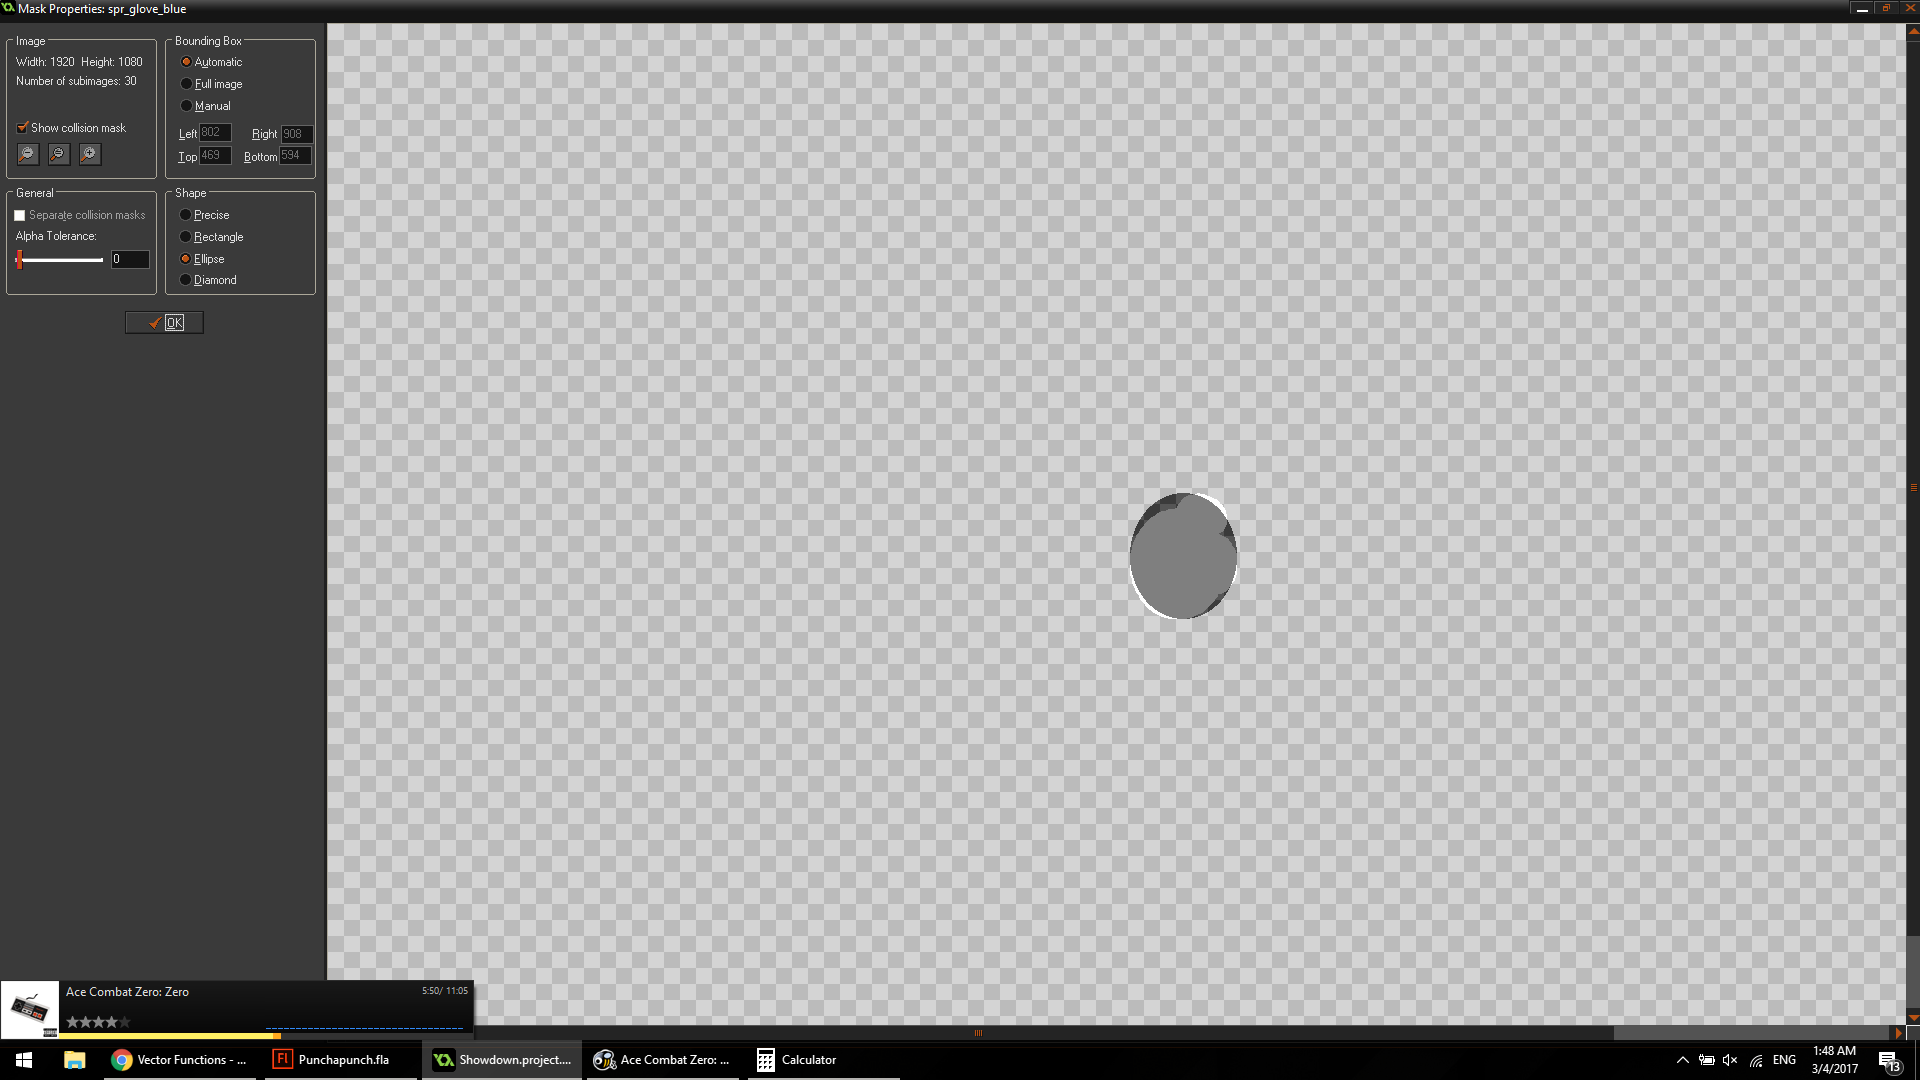 Mask Properties: spr_glove_blue
Image
Width: 1920 Height: 1080
Number of subimages: 30
Show collision mask
Bounding Box
Automatic
Full image
Manual
Left 802 Right 908
Top 469 Bottom 594
General
Separate collision masks
Alpha Tolerance:
0
Shape
Precise
Rectangle
Ellipse
Diamond
OK
Ace Combat Zero: Zero 5:50/ 11:05
Vector Functions - ...
Fl Punchapunch.fla
Showdown.project....
Ace Combat Zero: ...
Calculator
ENG
1:48 AM
3/4/2017
13